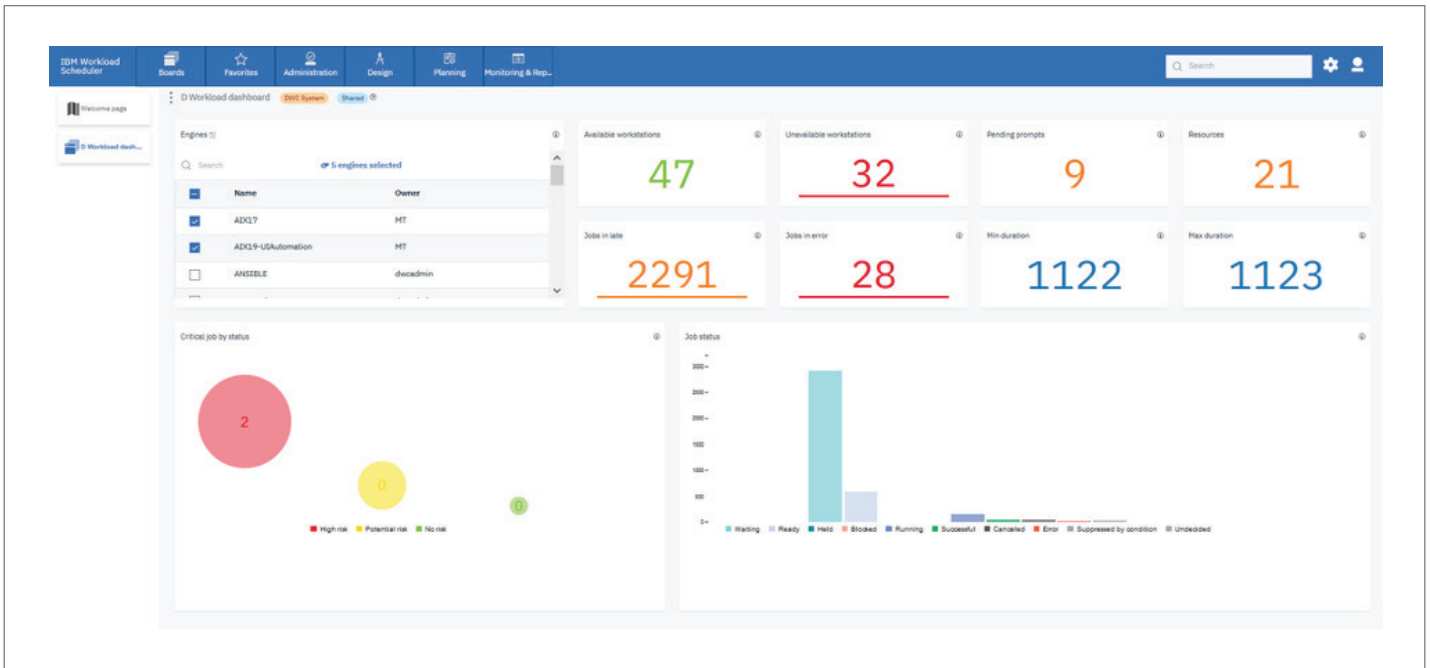 IBM Workload
Scheduler
Boards
Favorites
Administration
Design
Planning
Monitoring & Rep...
Search
Welcome page
D Workload dash...
D Workload dashboard
DWC System
Shared
Engines
Search
5 engines selected
Name Owner
AIX17 MT
AIX19-UIAutomation MT
ANSIBLE dwcadmin
Available workstations
47
Unavailable workstations
32
Pending prompts
9
Resources
21
Jobs in late
2291
Jobs in error
28
Min duration
1122
Max duration
1123
Critical job by status
2
0
0
High risk Potential risk No risk
Job status
3000
2500
2000
1500
1000
500
0
Waiting Ready Held Blocked Running Successful Cancelled Error Suppressed by condition Undecided